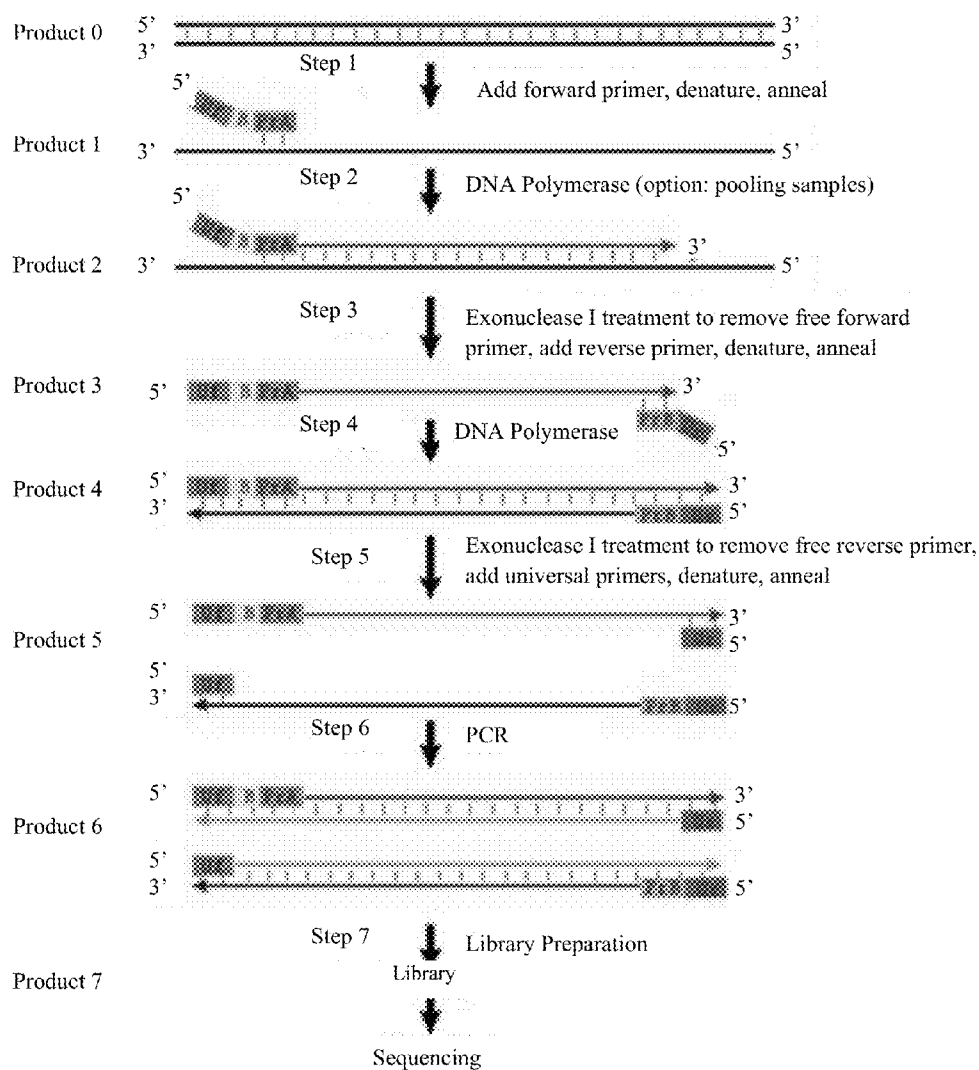 Product 0
5’
3’
3’
5’
Step 1
Add forward primer, denature, anneal
5’
Product 1
3’
5’
Step 2
DNA Polymerase (option: pooling samples)
5’
3’
Product 2
3’
5’
Step 3
Exonuclease I treatment to remove free forward
primer, add reverse primer, denature, anneal
Product 3
5’
3’
5’
Step 4
DNA Polymerase
Product 4
5’
3’
3’
5’
Step 5
Exonuclease I treatment to remove free reverse primer,
add universal primers, denature, anneal
Product 5
5’
3’
5’
5’
3’
5’
Step 6
PCR
Product 6
5’
3’
5’
5’
3’
5’
Step 7
Library Preparation
Product 7
Library
Sequencing